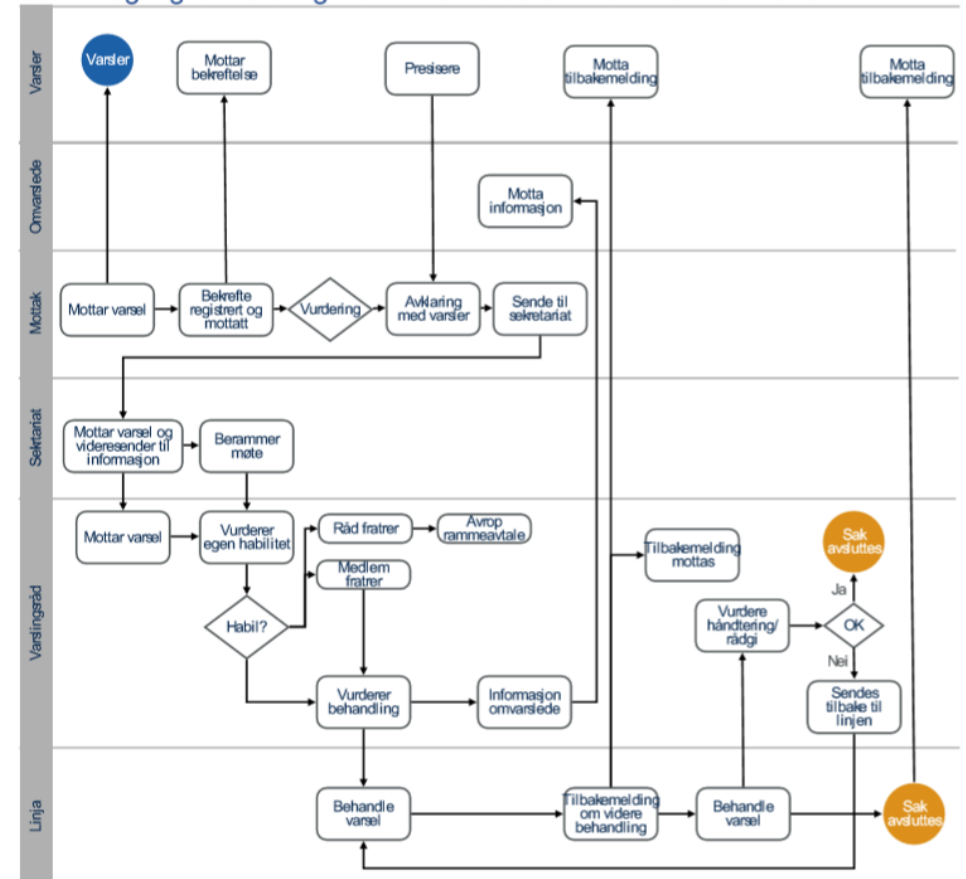 Varsler
Varsler
Mottar
bekreftelse
Presisere
Motta
tilbakemelding
Motta
tilbakemelding
Omvarslede
Motta
informasjon
Mottak
Mottar varsel
Bekrefte
registrert og
mottatt
Vurdering
Avklaring
med varsler
Sende til
sekretariat
Sekrtariat
Mottar varsel og
videresender til
informasjon
Berammer
møte
Varslingsråd
Mottar varsel
Vurderer
egen habilitet
Råd fratrer
Avrop
rammeavtale
Medlem
fratrer
Habil?
Vurderer
behandling
Informasjon
omvarslede
Tilbakemelding
mottas
Vurdere
håndtering/
rådgi
Sak
avsluttes
Ja
OK
Nei
Sendes
tilbake til
linjen
Linja
Behandle
varsel
Tilbakemelding
om videre
behandling
Behandle
varsel
Sak
avsluttes